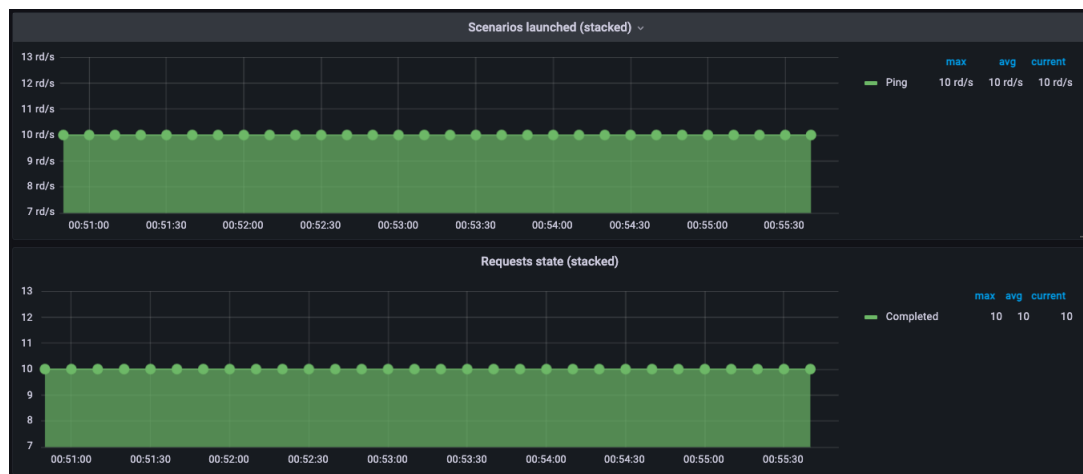 Scenarios launched (stacked)
13 rd/s
12 rd/s
11 rd/s
10 rd/s
9 rd/s
8 rd/s
7 rd/s
00:51:00 00:51:30 00:52:00 00:52:30 00:53:00 00:53:30 00:54:00 00:54:30 00:55:00 00:55:30
max avg current
Ping 10 rd/s 10 rd/s 10 rd/s
Requests state (stacked)
13
12
11
10
9
8
7
00:51:00 00:51:30 00:52:00 00:52:30 00:53:00 00:53:30 00:54:00 00:54:30 00:55:00 00:55:30
max avg current
Completed 10 10 10